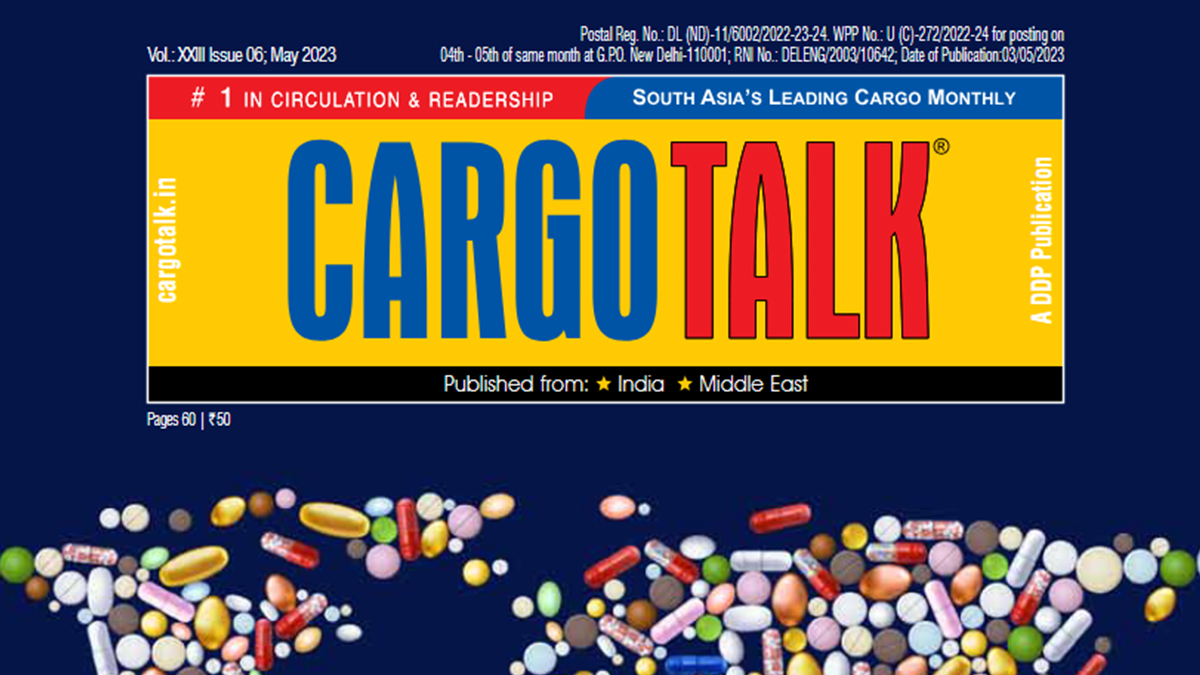 Postal Reg. No.: DL (ND)-11/6002/2022-23-24. WPP No.: U (C)-272/2022-24 for posting on
Vol.: XXIII Issue 06; May 2023
04th - 05th of same month at G.P.O. New Delhi-110001; RNI No.: DELENG/2003/10642; Date of Publication:03/05/2023
# 1 IN CIRCULATION & READERSHIP
SOUTH ASIA'S LEADING CARGO MONTHLY
cargotalk.in
CARGOTALK®
A DDP Publication
Published from: ★ India ★ Middle East
Pages 60 | ₹50